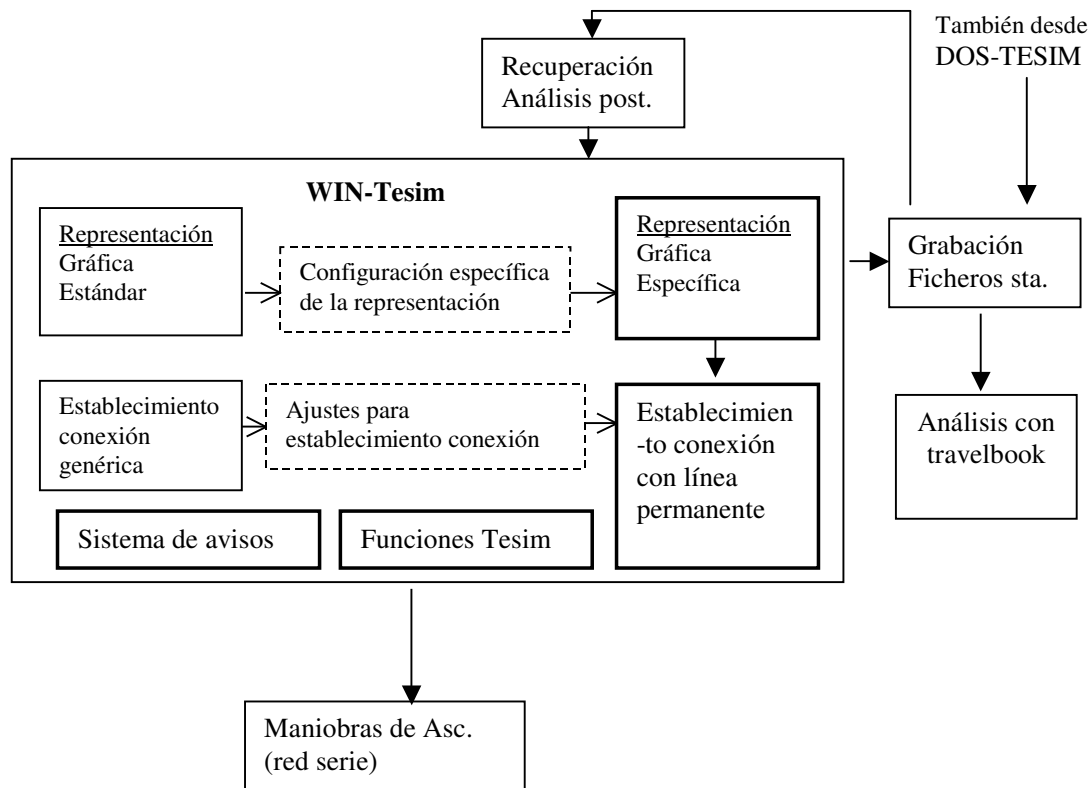 También desde
DOS-TESIM
Recuperación
Análisis post.
WIN-Tesim
Representación
Gráfica
Estándar
Configuración específica
de la representación
Representación
Gráfica
Específica
Grabación
Ficheros sta.
Establecimiento
conexión
genérica
Ajustes para
establecimiento conexión
Establecimien
-to conexión
con línea
permanente
Análisis con
travelbook
Sistema de avisos
Funciones Tesim
Maniobras de Asc.
(red serie)